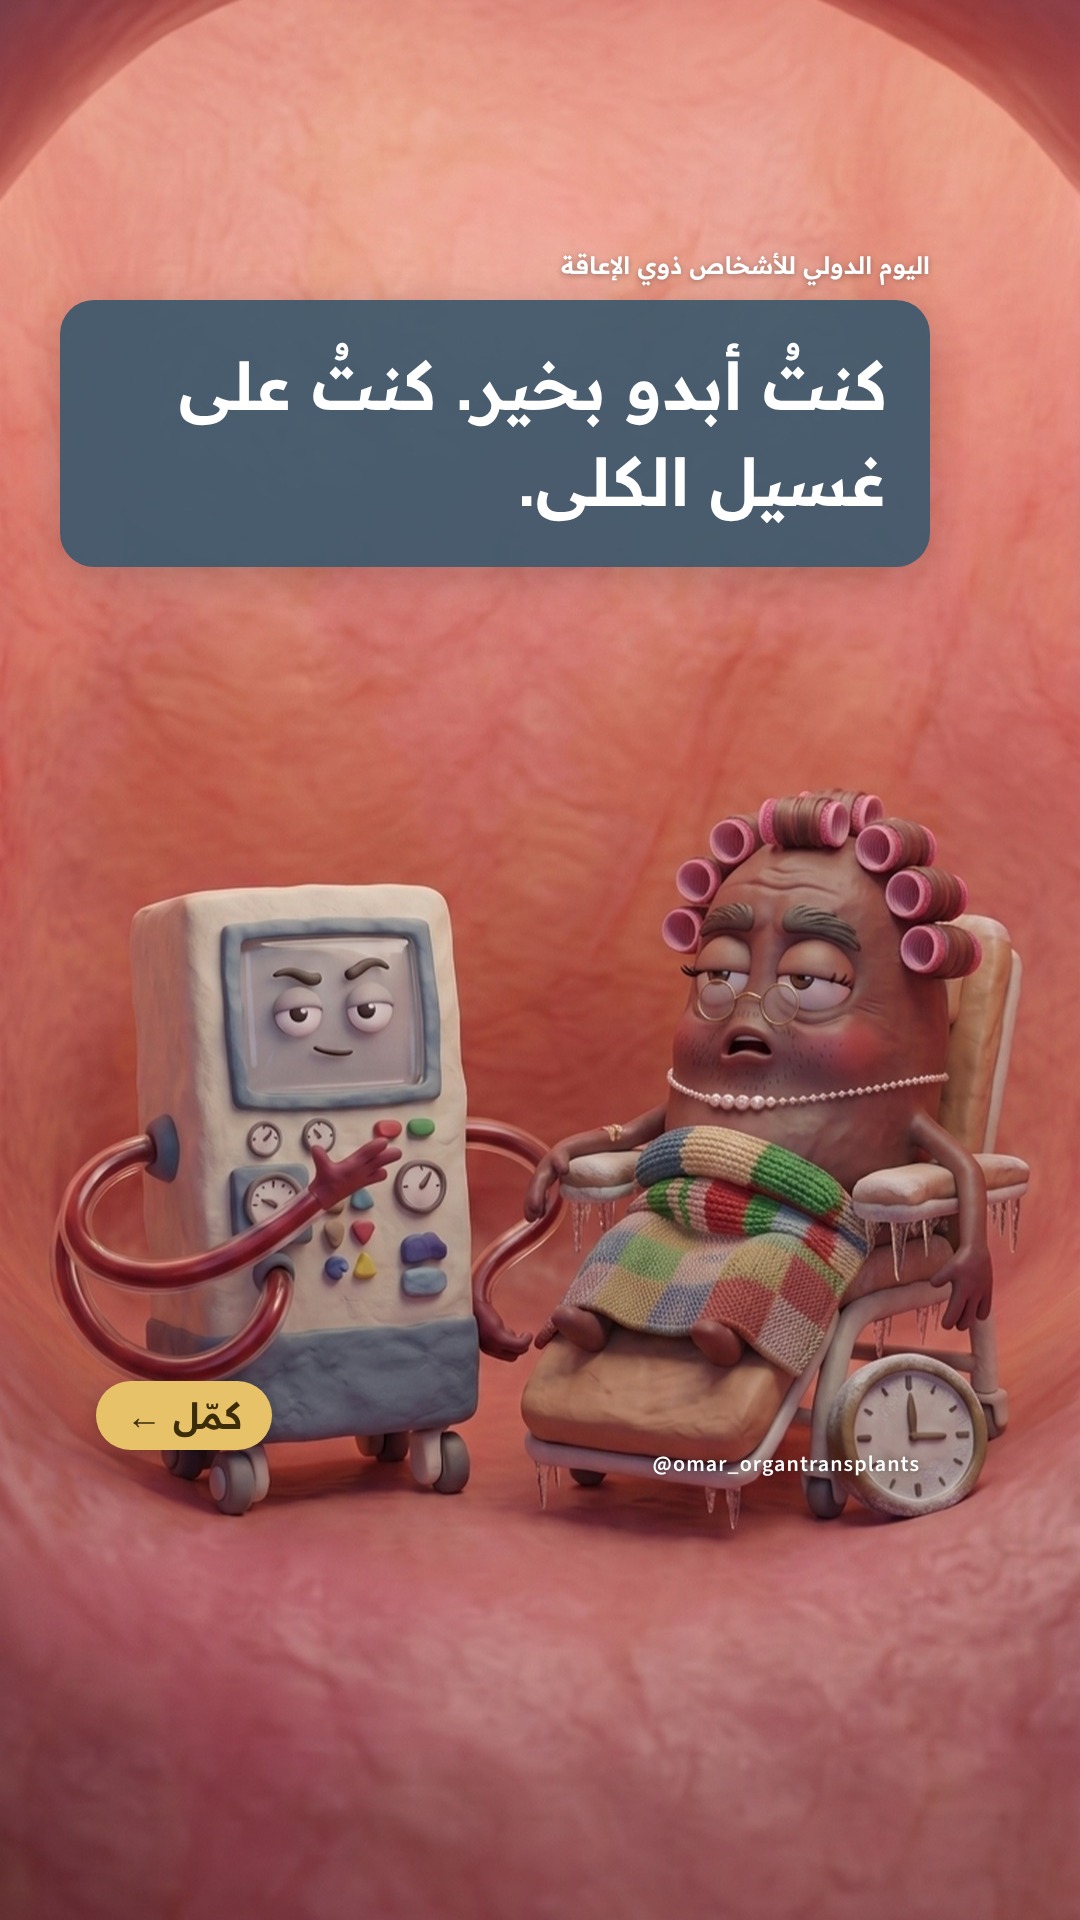 اليوم الدولي للأشخاص ذوي الإعاقة
كنتُ أبدو بخير. كنتُ على
غسيل الكلى.
كمّل ←
@omar_organtransplants